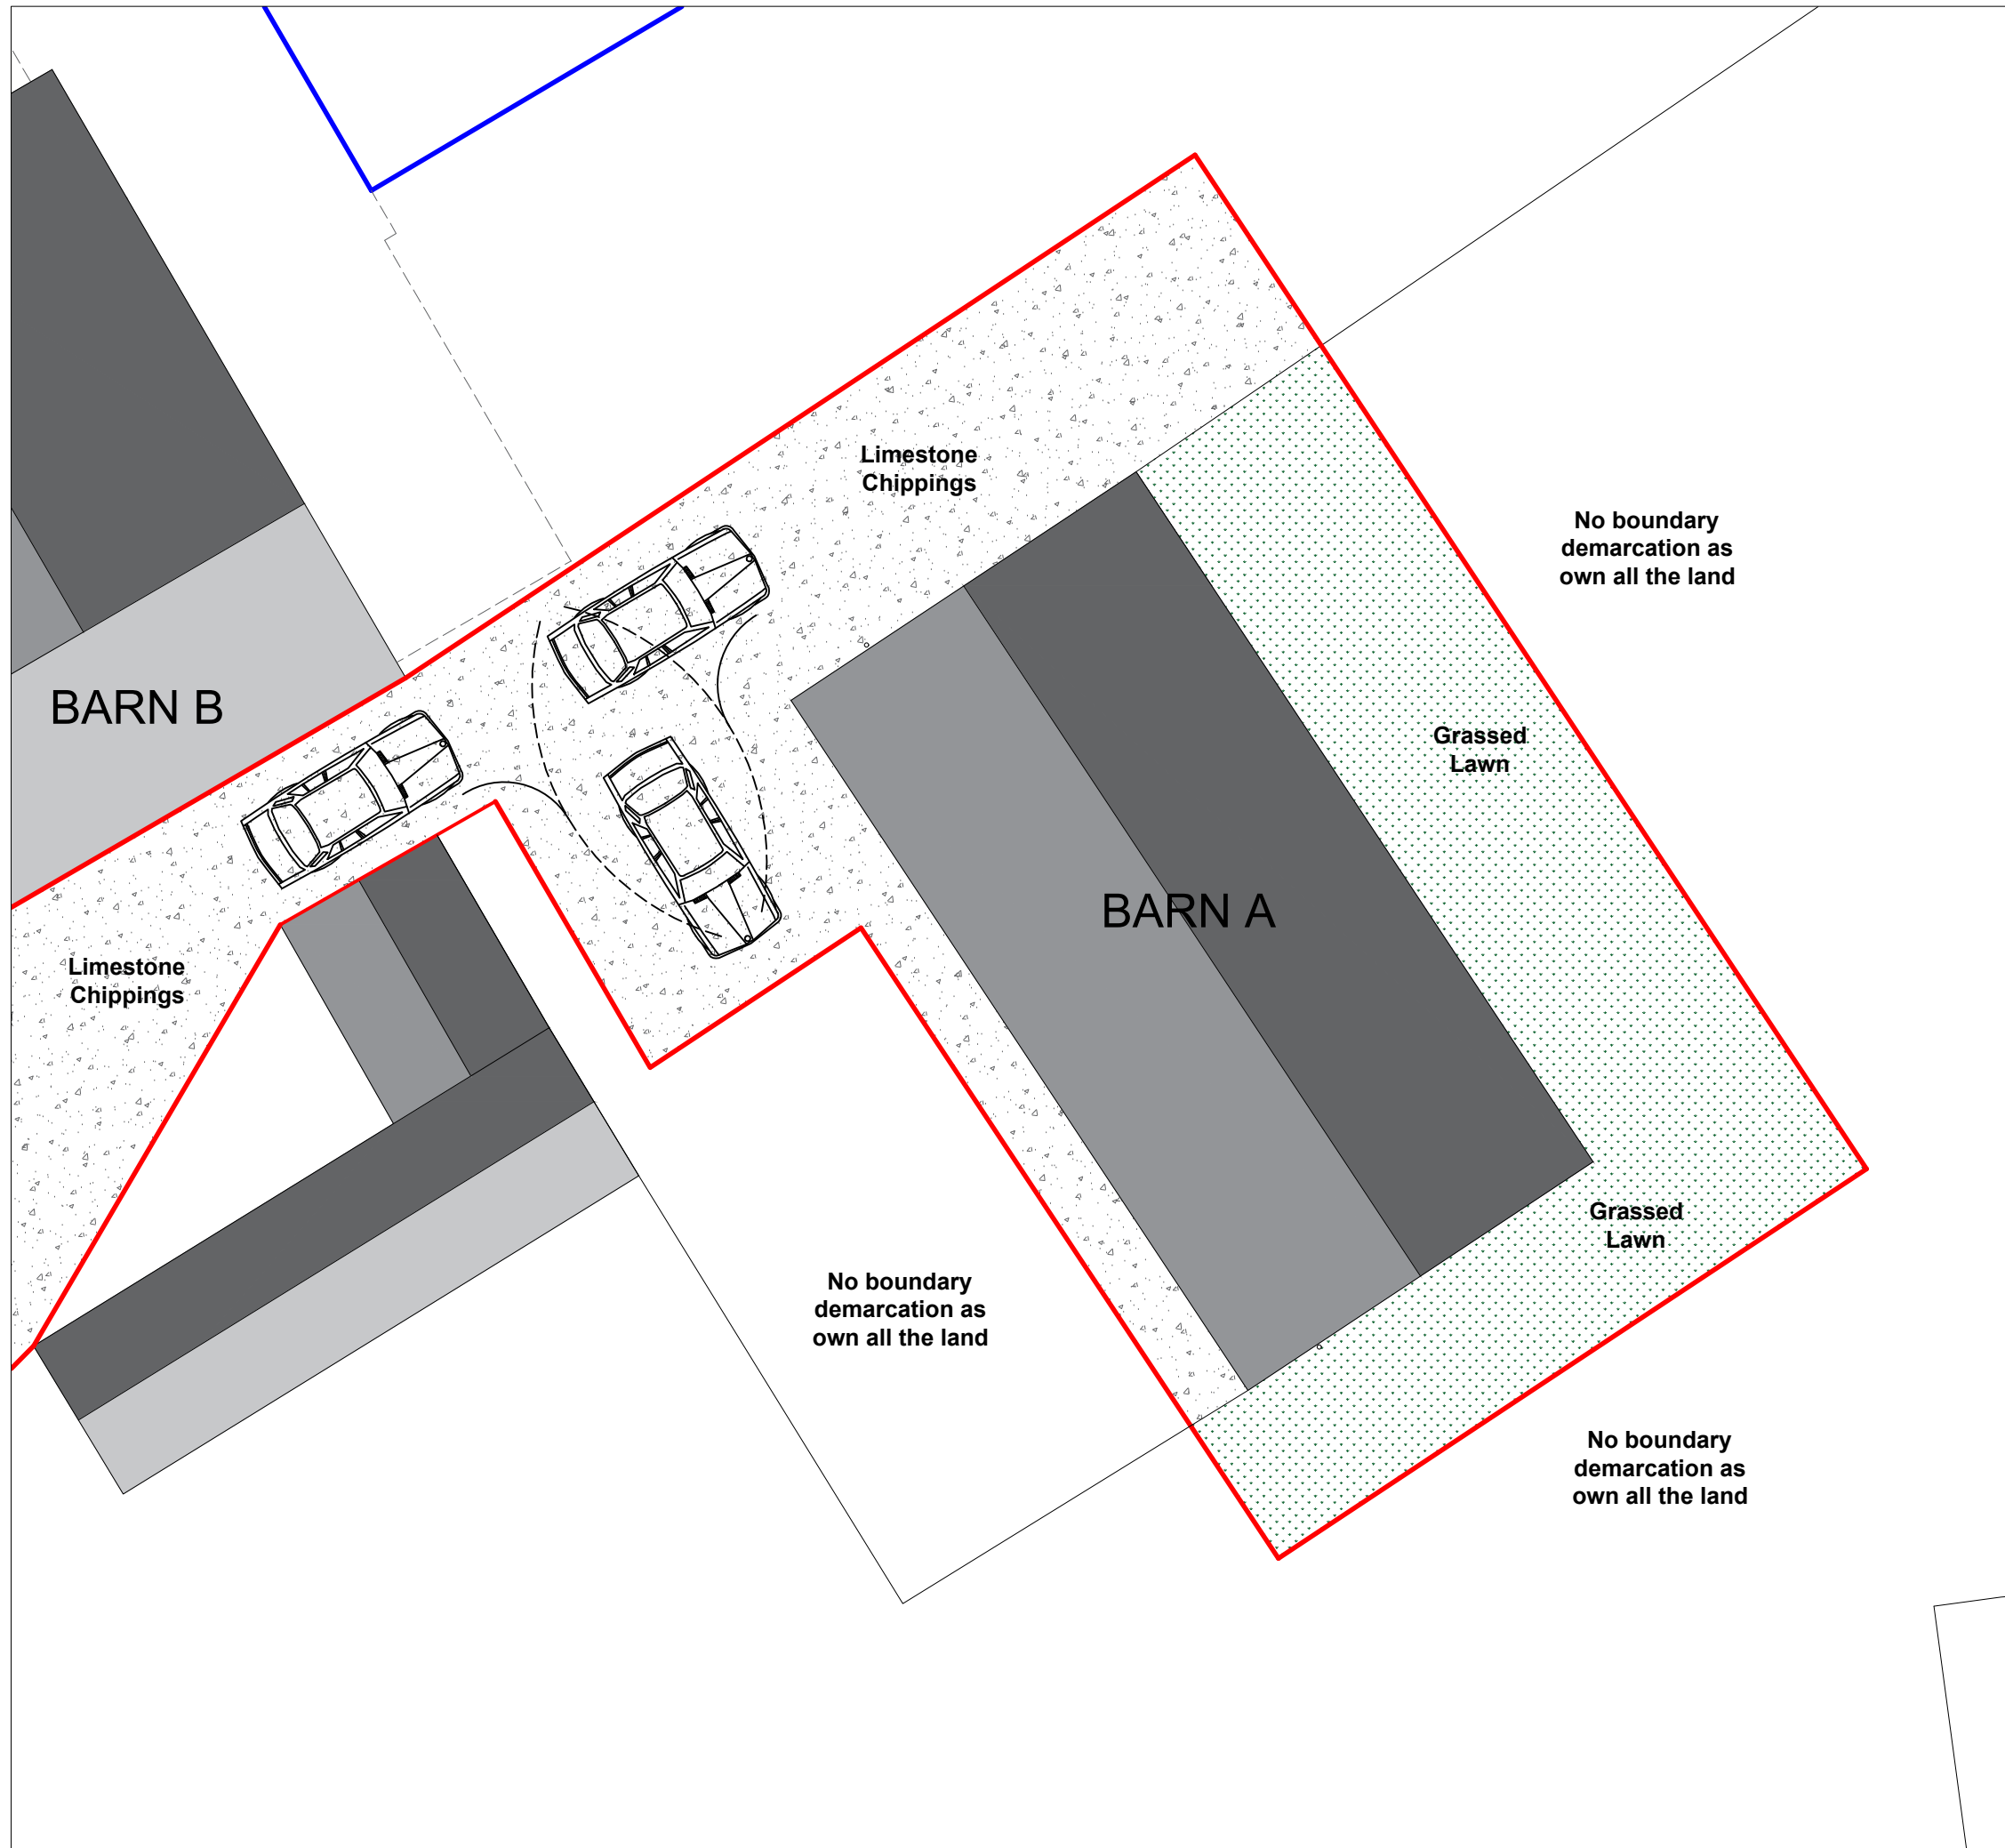 Limestone
Chippings
No boundary
demarcation as
own all the land
BARN B
Grassed
Lawn
BARN A
Limestone
Chippings
Grassed
Lawn
No boundary
demarcation as
own all the land
No boundary
demarcation as
own all the land